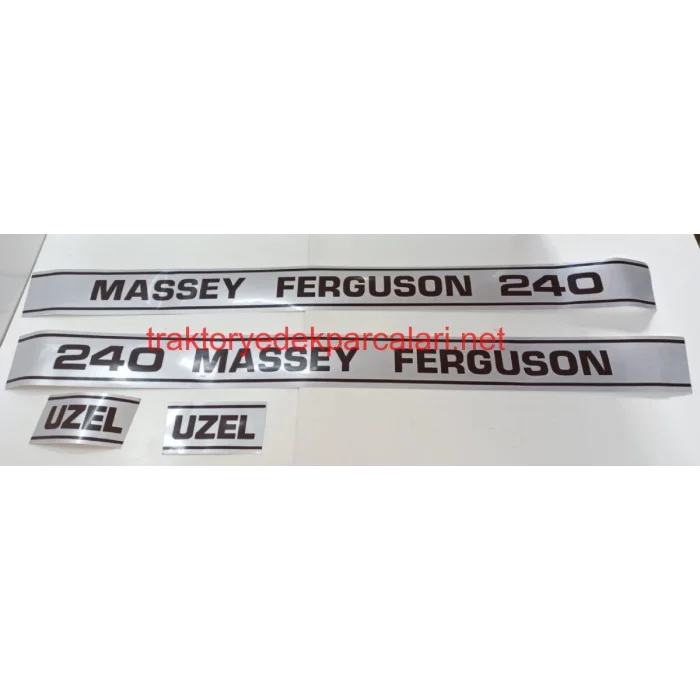 MASSEY FERGUSON 240
traktoryedekparcalari.net
240 MASSEY FERGUSON
UZEL
UZEL